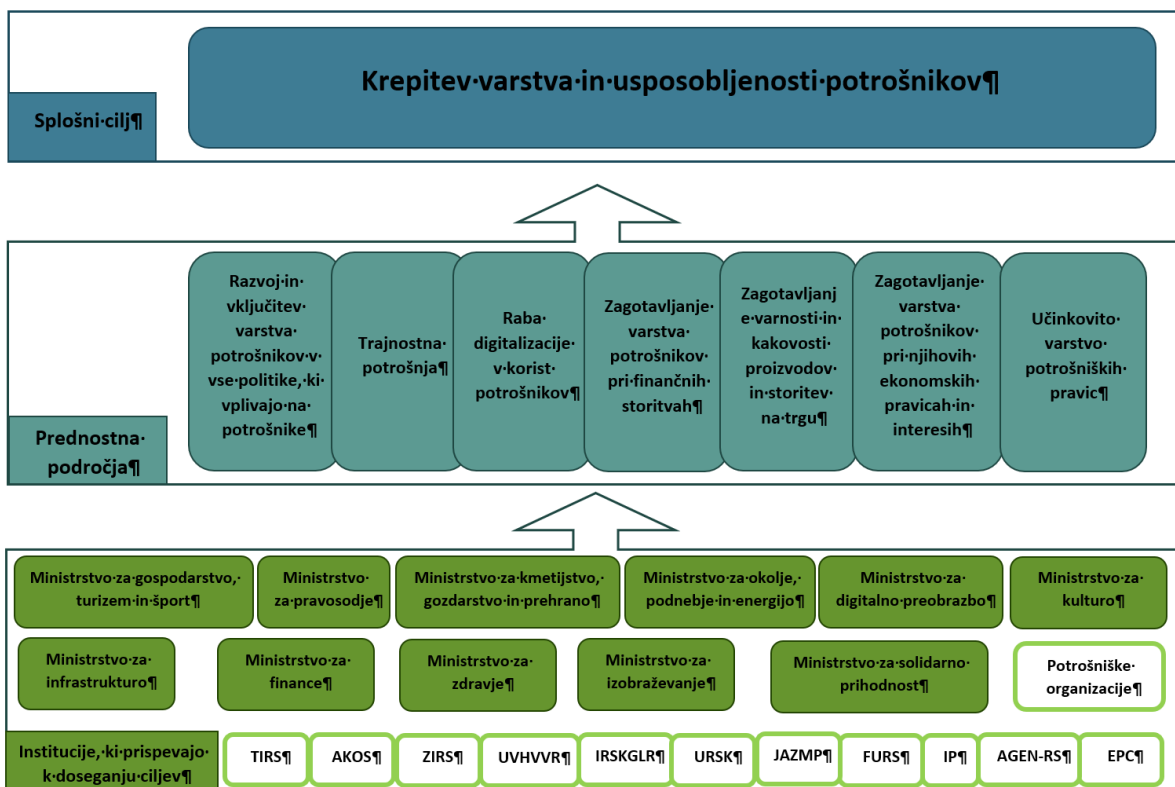 Krepitev·varstva·in·usposobljenosti·potrošnikov¶
Splošni·cilj¶
Razvoj·in·
vključitev·
varstva·
potrošnikov·v·
vse·politike,·ki·
vplivajo·na·
potrošnike¶
Trajnostna·
potrošnja¶
Raba·
digitalizacije·
v·korist·
potrošnikov¶
Zagotavljanje·
varstva·
potrošnikov·
pri·finančnih·
storitvah¶
Zagotavljanj
e·varnosti·in·
kakovosti·
proizvodov·
in·storitev·
na·trgu¶
Zagotavljanje·
varstva·
potrošnikov·
pri·njihovih·
ekonomskih·
pravicah·in·
interesih¶
Učinkovito·
varstvo·
potrošniških·
pravic¶
Prednostna·
področja¶
Ministrstvo·za·gospodarstvo,·
turizem·in·šport¶
Ministrstvo·
za·pravosodje¶
Ministrstvo·za·kmetijstvo,·
gozdarstvo·in·prehrano¶
Ministrstvo·za·okolje,·
podnebje·in·energijo¶
Ministrstvo·za·
digitalno·preobrazbo¶
Ministrstvo·za·
kulturo¶
Ministrstvo·za·
infrastrukturo¶
Ministrstvo·za·
finance¶
Ministrstvo·za·
zdravje¶
Ministrstvo·za·
izobraževanje¶
Ministrstvo·za·solidarno·
prihodnost¶
Potrošniške·
organizacije¶
Institucije,·ki·prispevajo·
k·doseganju·ciljev¶
TIRS¶
AKOS¶
ZIRS¶
UVHVVR¶
IRSKGLR¶
URSK¶
JAZMP¶
FURS¶
IP¶
AGEN-RS¶
EPC¶